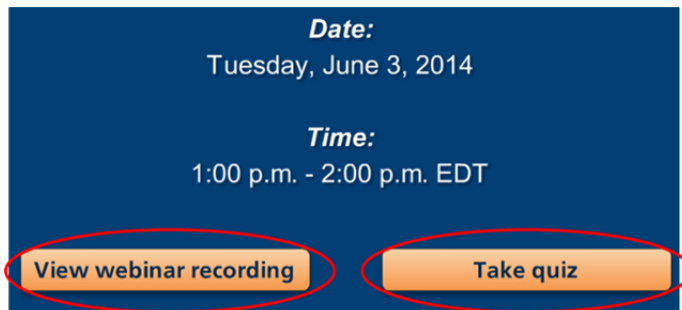 Date:
Tuesday, June 3, 2014
Time:
1:00 p.m. - 2:00 p.m. EDT
View webinar recording
Take quiz